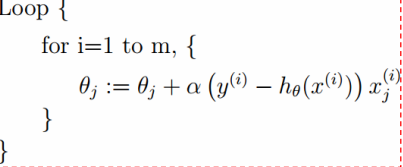 Loop {
for i=1 to m, {
θ_j := θ_j + α (y^{(i)} − h_θ(x^{(i)})) x_j^{(i)}
}
}